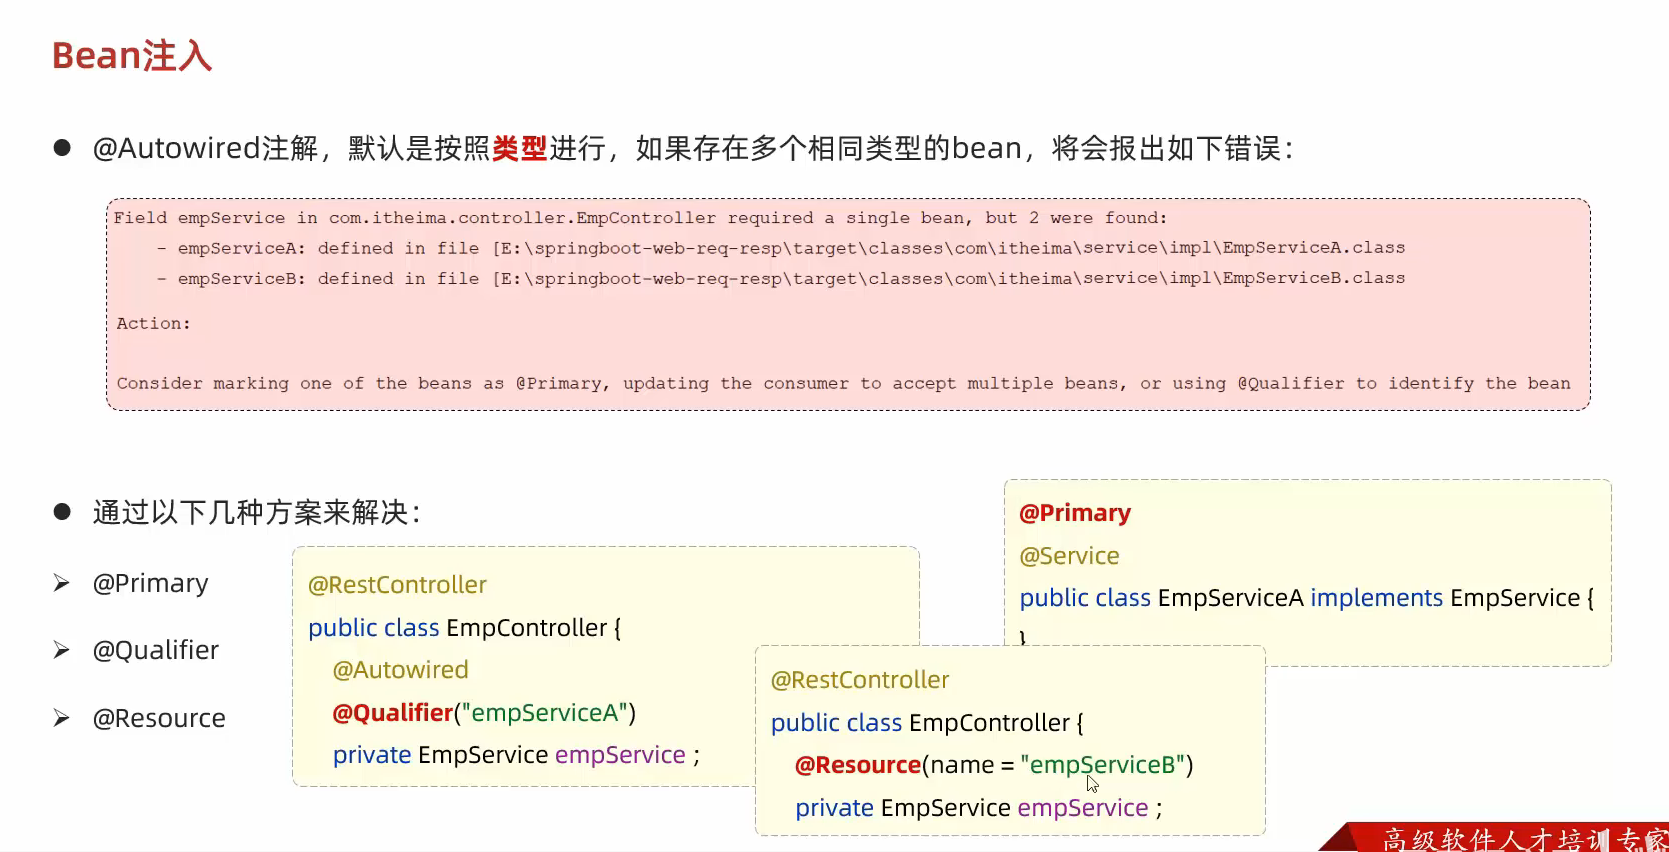 Bean注入
● @Autowired注解，默认是按照类型进行，如果存在多个相同类型的bean，将会报出如下错误：
Field empService in com.itheima.controller.EmpController required a single bean, but 2 were found:
- empServiceA: defined in file [E:\springboot-web-req-resp\target\classes\com\itheima\service\impl\EmpServiceA.class
- empServiceB: defined in file [E:\springboot-web-req-resp\target\classes\com\itheima\service\impl\EmpServiceB.class
Action:
Consider marking one of the beans as @Primary, updating the consumer to accept multiple beans, or using @Qualifier to identify the bean
● 通过以下几种方案来解决：
➢ @Primary
➢ @Qualifier
➢ @Resource
@RestController
public class EmpController {
@Autowired
@Qualifier("empServiceA")
private EmpService empService ;
@RestController
public class EmpController {
@Resource(name = "empServiceB")
private EmpService empService ;
@Primary
@Service
public class EmpServiceA implements EmpService {
}
高级软件人才培训专家